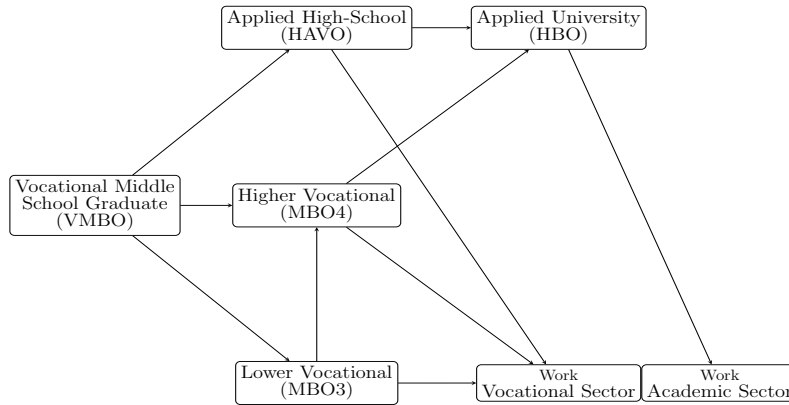 Applied High-School
(HAVO)
Applied University
(HBO)
Vocational Middle
School Graduate
(VMBO)
Higher Vocational
(MBO4)
Lower Vocational
(MBO3)
Work
Vocational Sector
Work
Academic Sector